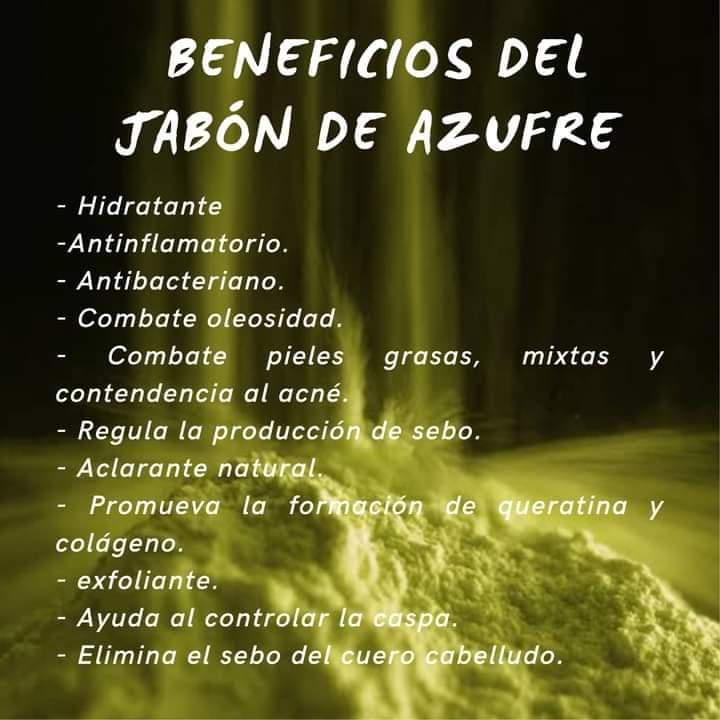 BENEFICIOS DEL
JABÓN DE AZUFRE
- Hidratante
-Antinflamatorio.
- Antibacteriano.
- Combate oleosidad.
- Combate pieles grasas, mixtas y
contendencia al acné.
- Regula la producción de sebo.
- Aclarante natural.
- Promueva la formación de queratina y
colágeno.
- exfoliante.
- Ayuda al controlar la caspa.
- Elimina el sebo del cuero cabelludo.